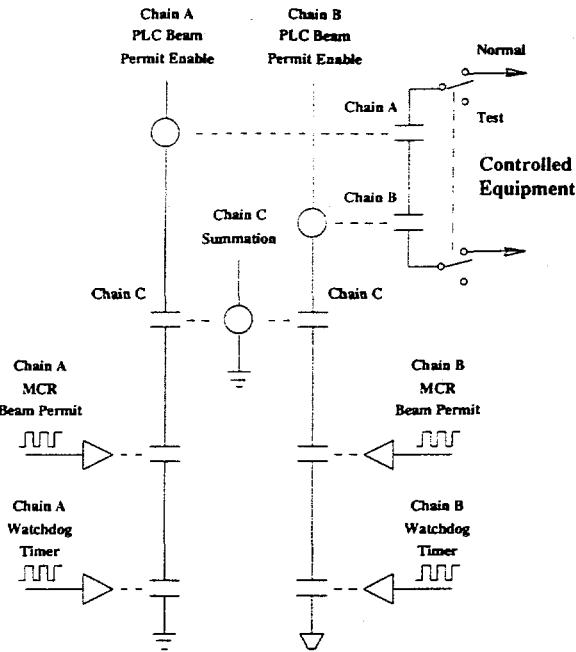 Chain A
PLC Beam
Permit Enable
Chain B
PLC Beam
Permit Enable
Normal
Chain A
Test
Controlled
Equipment
Chain B
Chain C
Summation
Chain C
Chain C
Chain A
MCR
Beam Permit
Chain B
MCR
Beam Permit
Chain A
Watchdog
Timer
Chain B
Watchdog
Timer